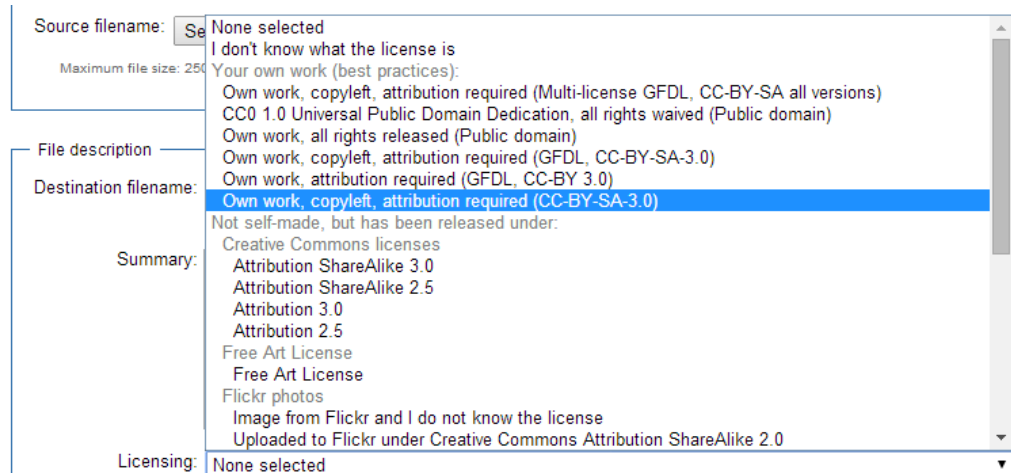 Source filename: Se
Maximum file size: 250
File description
Destination filename:
Summary:
None selected
I don't know what the license is
Your own work (best practices):
Own work, copyleft, attribution required (Multi-license GFDL, CC-BY-SA all versions)
CC0 1.0 Universal Public Domain Dedication, all rights waived (Public domain)
Own work, all rights released (Public domain)
Own work, copyleft, attribution required (GFDL, CC-BY-SA-3.0)
Own work, attribution required (GFDL, CC-BY 3.0)
Own work, copyleft, attribution required (CC-BY-SA-3.0)
Not self-made, but has been released under:
Creative Commons licenses
Attribution ShareAlike 3.0
Attribution ShareAlike 2.5
Attribution 3.0
Attribution 2.5
Free Art License
Free Art License
Flickr photos
Image from Flickr and I do not know the license
Uploaded to Flickr under Creative Commons Attribution ShareAlike 2.0
Licensing: None selected